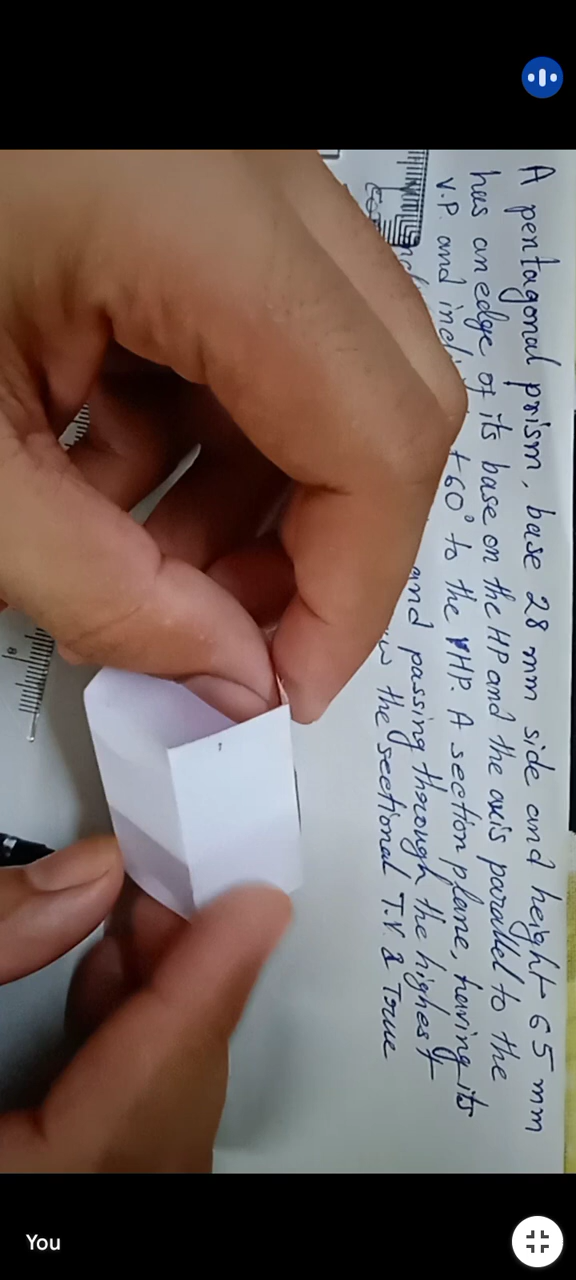 A pentagonal prism, base 28 mm side and height 65 mm
has an edge of its base on the HP and the axis parallel to the
V.P. and 60° to the HP. A section plane, having its
and passing through the highest
the sectional T.V. & True
8
You